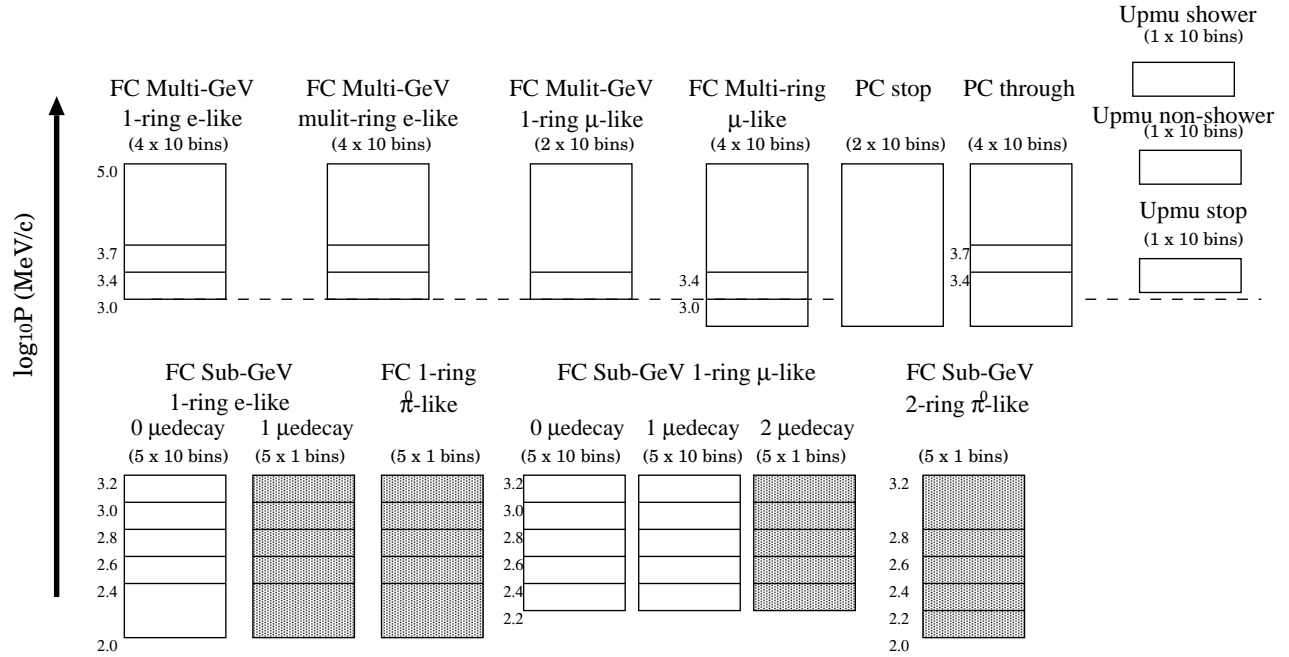 Upmu shower
(1 x 10 bins)
FC Multi-GeV
1-ring e-like
(4 x 10 bins)
FC Multi-GeV
mulit-ring e-like
(4 x 10 bins)
FC Mulit-GeV
1-ring μ-like
(2 x 10 bins)
FC Multi-ring
μ-like
(4 x 10 bins)
PC stop
(2 x 10 bins)
PC through
(4 x 10 bins)
Upmu non-shower
(1 x 10 bins)
Upmu stop
(1 x 10 bins)
5.0
3.7
3.4
3.0
3.4
3.0
3.7
3.4
log10P (MeV/c)
FC Sub-GeV
1-ring e-like
0 μedecay
(5 x 10 bins)
1 μedecay
(5 x 1 bins)
FC 1-ring
π0-like
(5 x 1 bins)
FC Sub-GeV 1-ring μ-like
0 μedecay
(5 x 10 bins)
1 μedecay
(5 x 10 bins)
2 μedecay
(5 x 1 bins)
FC Sub-GeV
2-ring π0-like
(5 x 1 bins)
3.2
3.0
2.8
2.6
2.4
2.0
3.2
3.0
2.8
2.6
2.4
2.2
3.2
2.8
2.6
2.4
2.2
2.0